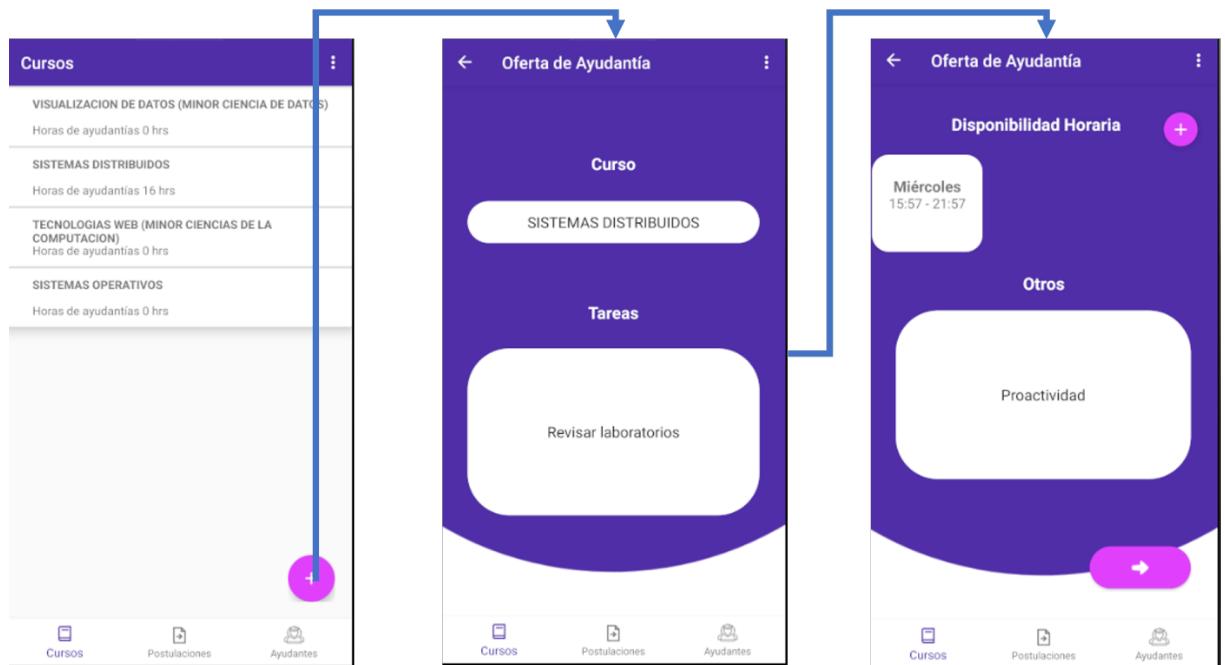 Cursos
VISUALIZACION DE DATOS (MINOR CIENCIA DE DATOS)
Horas de ayudantías 0 hrs
SISTEMAS DISTRIBUIDOS
Horas de ayudantías 16 hrs
TECNOLOGIAS WEB (MINOR CIENCIAS DE LA
COMPUTACION)
Horas de ayudantías 0 hrs
SISTEMAS OPERATIVOS
Horas de ayudantías 0 hrs
Cursos
Postulaciones
Ayudantes
Oferta de Ayudantía
Curso
SISTEMAS DISTRIBUIDOS
Tareas
Revisar laboratorios
Cursos
Postulaciones
Ayudantes
Oferta de Ayudantía
Disponibilidad Horaria
Miércoles
15:57 - 21:57
Otros
Proactividad
Cursos
Postulaciones
Ayudantes